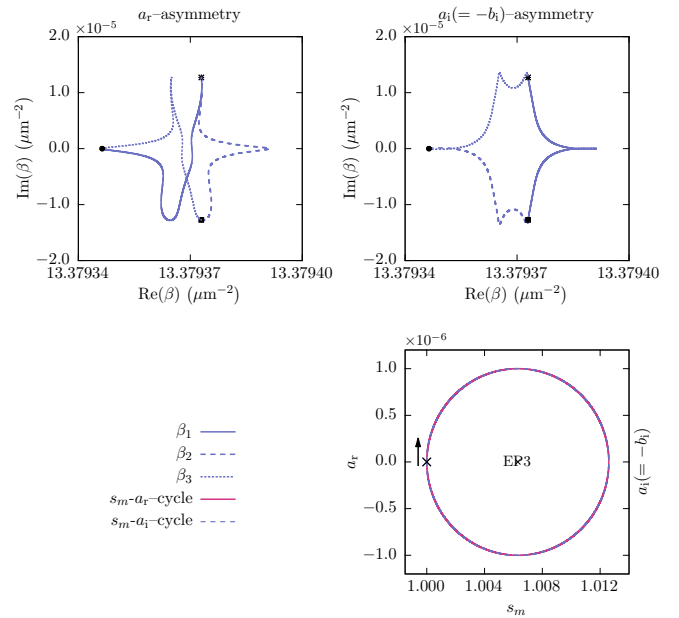 a_r–asymmetry
×10⁻⁵
2.0
1.0
0.0
−1.0
−2.0
Im(β) (μm⁻²)
13.37934
13.37937
13.37940
Re(β) (μm⁻²)
a_i(= −b_i)–asymmetry
×10⁻⁵
2.0
1.0
0.0
−1.0
−2.0
Im(β) (μm⁻²)
13.37934
13.37937
13.37940
Re(β) (μm⁻²)
β₁
β₂
β₃
s_m-a_r–cycle
s_m-a_i–cycle
×10⁻⁶
1.0
0.5
0.0
−0.5
−1.0
a_r
EP3
a_i(= −b_i)
1.000
1.004
1.008
1.012
s_m